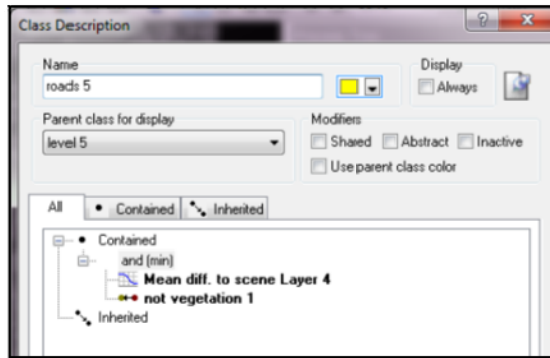 Class Description
Name
Display
roads 5
Always
Parent class for display
Modifiers
level 5
Shared Abstract Inactive
Use parent class color
All Contained Inherited
Contained
and (min)
Mean diff. to scene Layer 4
not vegetation 1
Inherited